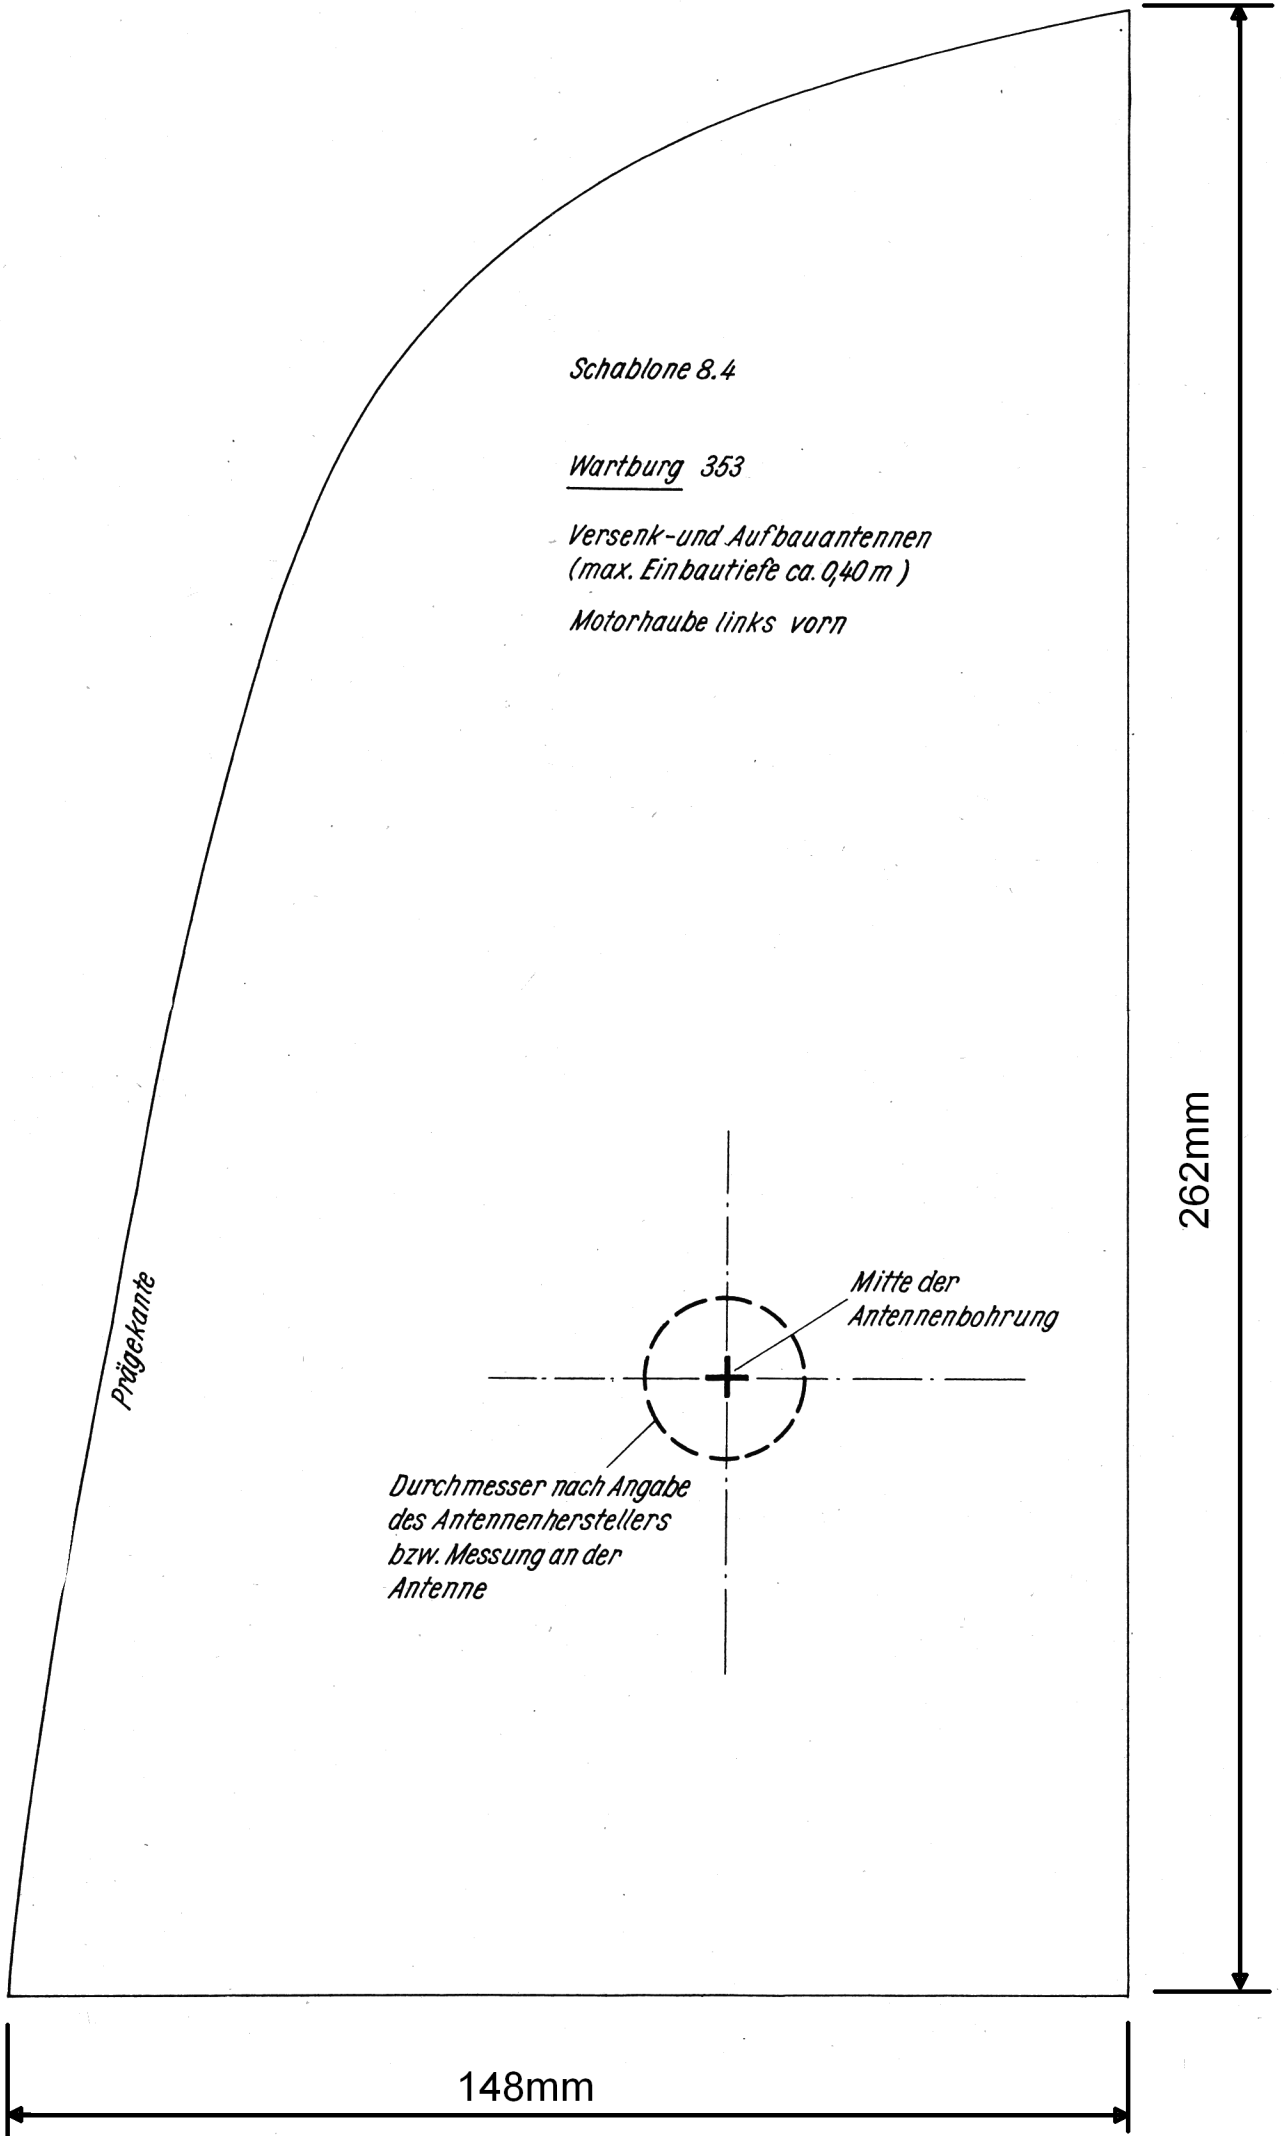 Schablone 8.4
Wartburg 353
Versenk-und Aufbauantennen
(max. Einbautiefe ca. 0,40 m )
Motorhaube links vorn
262mm
Mitte der
Antennenbohrung
Prägekante
Durchmesser nach Angabe
des Antennenherstellers
bzw. Messung an der
Antenne
148mm